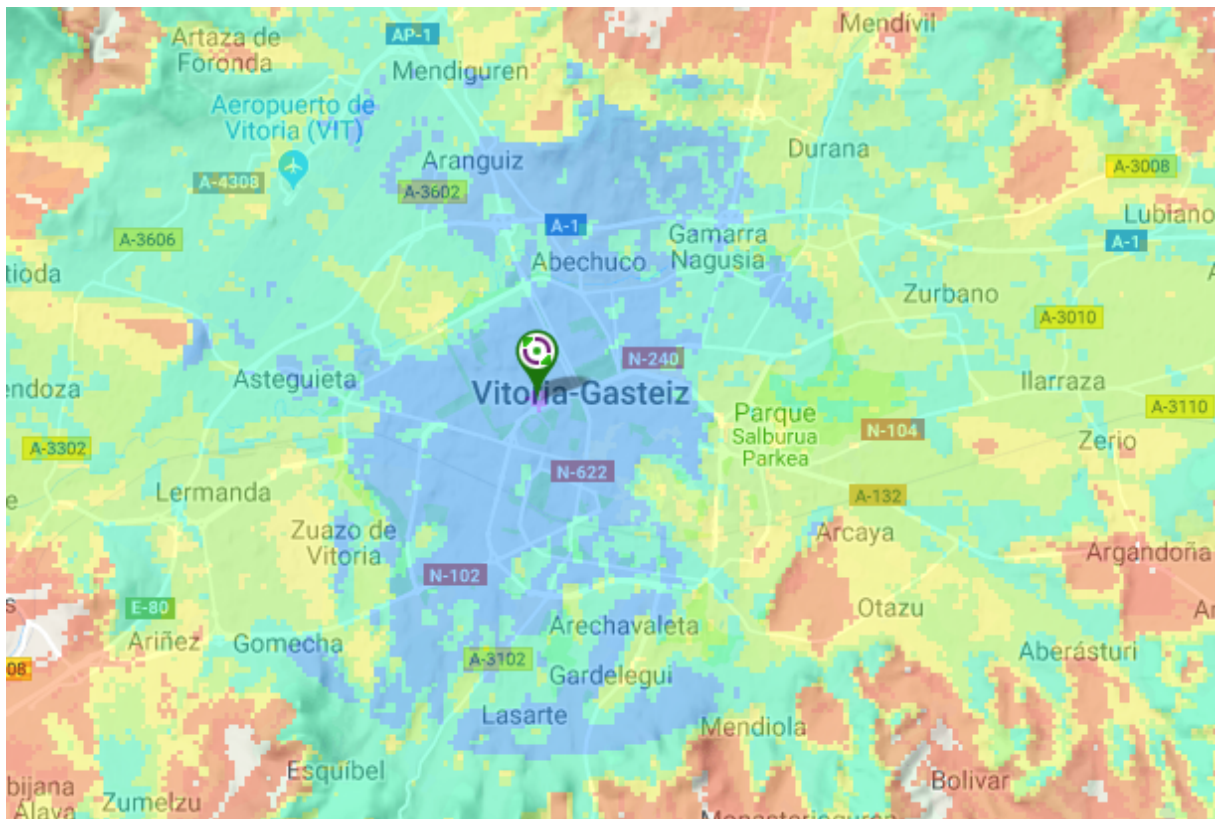 Mendívil
Artaza de
Foronda
AP-1
Mendiguren
Aeropuerto de
Vitoria (VIT)
Durana
Aranguiz
A-3008
A-4308
A-3602
Lubiano
A-1
Gamarra
Nagusia
A-3606
A-1
Abechuco
tioda
Zurbano
A-3010
N-240
Asteguieta
Ilarraza
endoza
Vitoria-Gasteiz
A-3110
Parque
Salburua
Parkea
N-104
Zerio
A-3302
N-622
Lermanda
A-132
e
Zuazo de
Vitoria
Arcaya
Argandoña
N-102
s
E-80
Otazu
Ar
Ariñez
Gomecha
Arechavaleta
Aberásturi
08
A-3102
Gardelegui
Lasarte
Mendiola
Esquíbel
Bolivar
bijana
Álava
Zumelzu